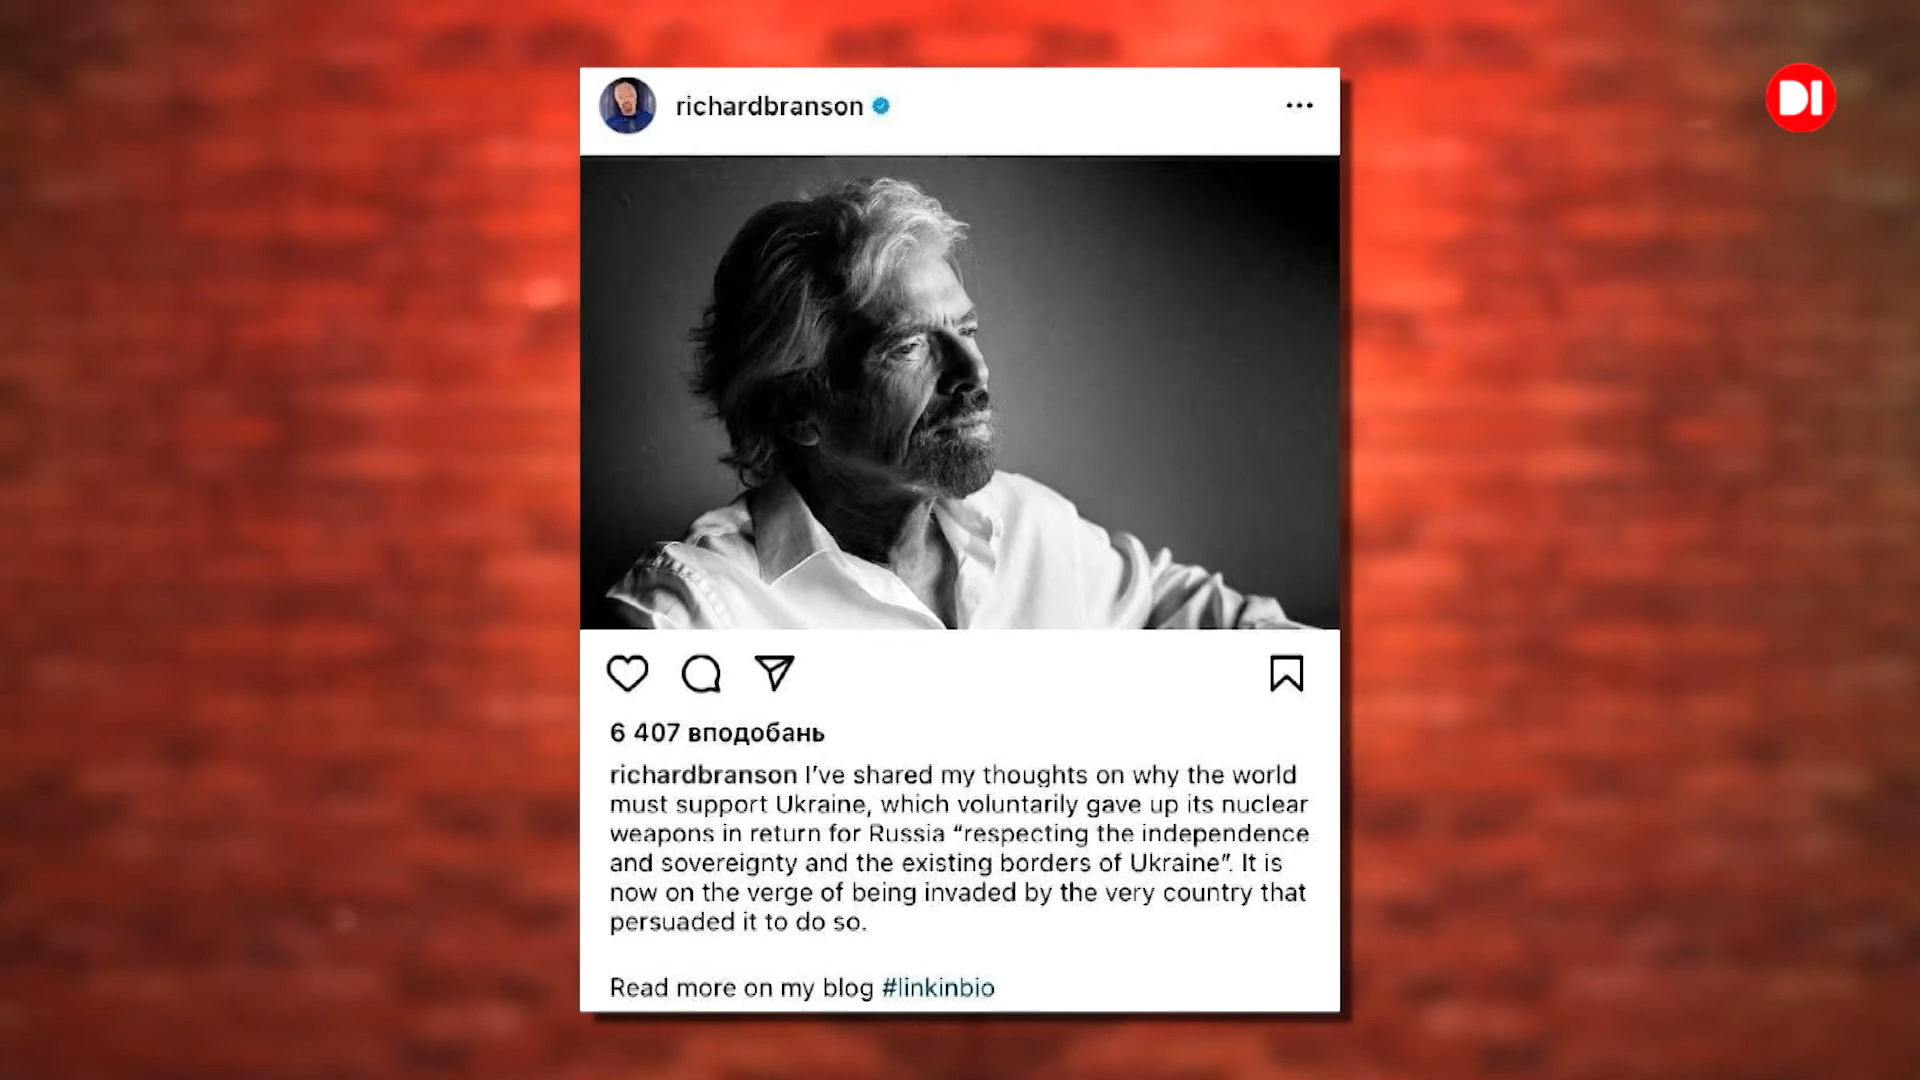 richardbranson
DI
6 407 вподобань
richardbranson I've shared my thoughts on why the world
must support Ukraine, which voluntarily gave up its nuclear
weapons in return for Russia “respecting the independence
and sovereignty and the existing borders of Ukraine”. It is
now on the verge of being invaded by the very country that
persuaded it to do so.
Read more on my blog #linkinbio